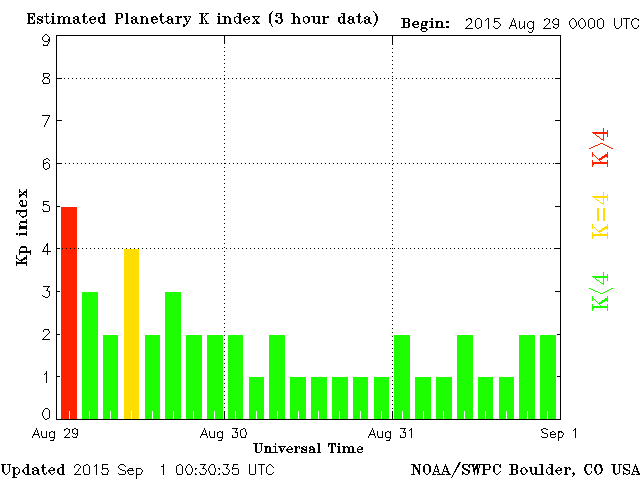 Estimated Planetary K index (3 hour data) Begin: 2015 Aug 29 0000 UTC
9
8
7
6
5
4
3
2
1
0
Kp index
K>4
K=4
K<4
Aug 29 Aug 30 Aug 31 Sep 1
Universal Time
Updated 2015 Sep 1 00:30:35 UTC NOAA/SWPC Boulder, CO USA